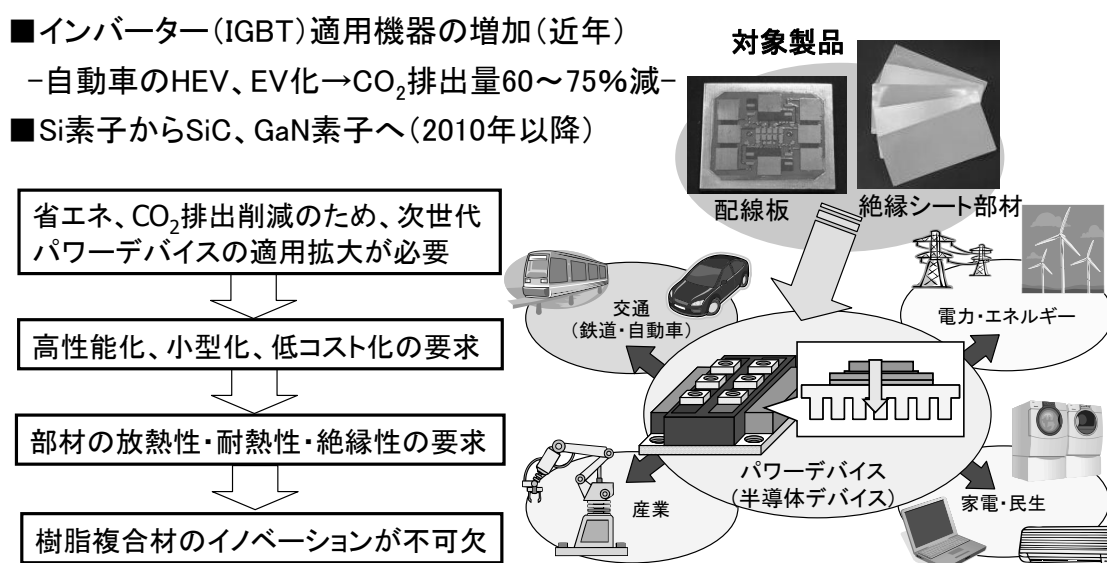 ■インバーター(IGBT)適用機器の増加(近年)
-自動車のHEV、EV化→CO₂排出量60~75%減-
■Si素子からSiC、GaN素子へ(2010年以降)
省エネ、CO₂排出削減のため、次世代
パワーデバイスの適用拡大が必要
高性能化、小型化、低コスト化の要求
部材の放熱性・耐熱性・絶縁性の要求
樹脂複合材のイノベーションが不可欠
対象製品
配線板
絶縁シート部材
交通
(鉄道・自動車)
電力・エネルギー
パワーデバイス
(半導体デバイス)
産業
家電・民生